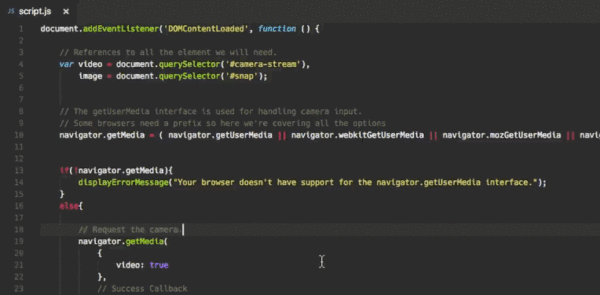 JS script.js ×
1 document.addEventListener('DOMContentLoaded', function () {
2
3 // References to all the element we will need.
4 var video = document.querySelector('#camera-stream'),
5 image = document.querySelector('#snap');
6
7
8 // The getUserMedia interface is used for handling camera input.
9 // Some browsers need a prefix so here we're covering all the options
10 navigator.getMedia = ( navigator.getUserMedia || navigator.webkitGetUserMedia || navigator.mozGetUserMedia || navi
11
12
13 if(!navigator.getMedia){
14 displayErrorMessage("Your browser doesn't have support for the navigator.getUserMedia interface.");
15 }
16 else{
17
18 // Request the camera.
19 navigator.getMedia(
20 {
21 video: true
22 },
23 // Success Callback